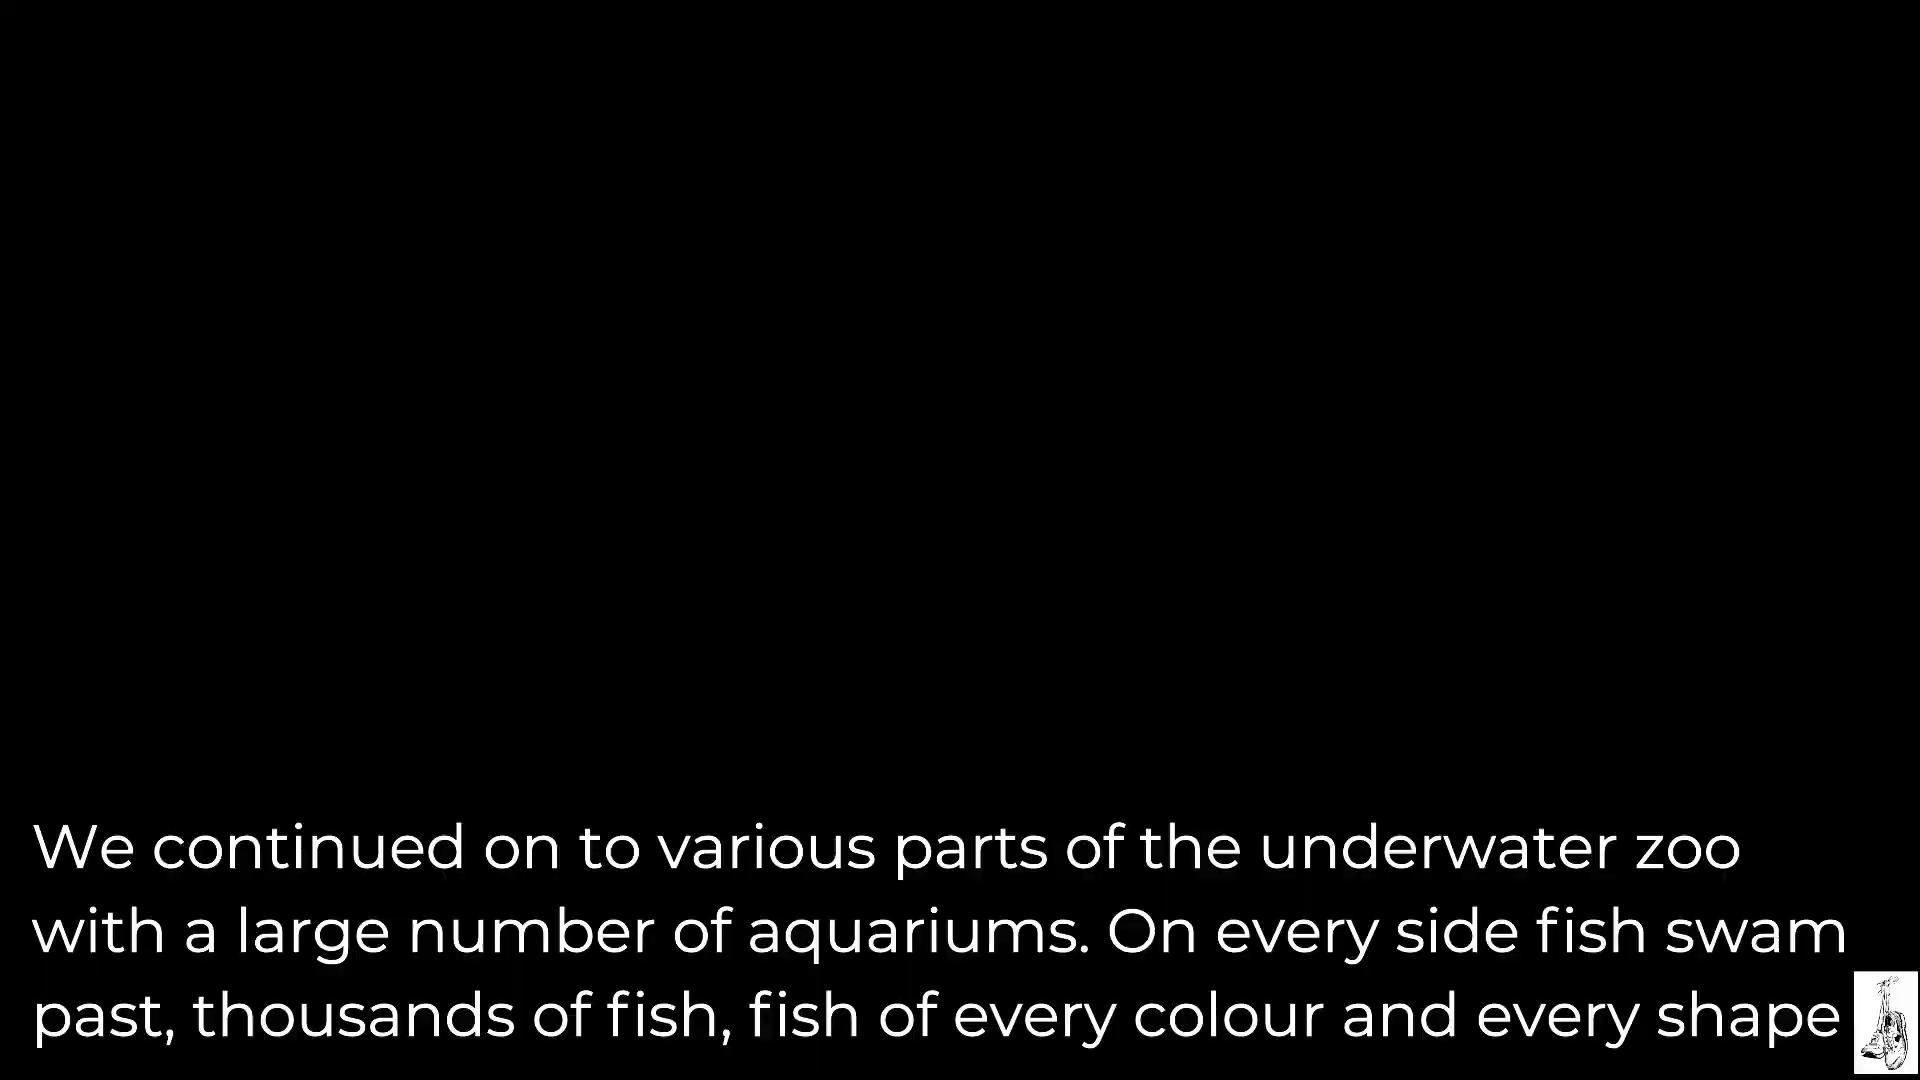 We continued on to various parts of the underwater zoo
with a large number of aquariums. On every side fish swam
past, thousands of fish, fish of every colour and every shape